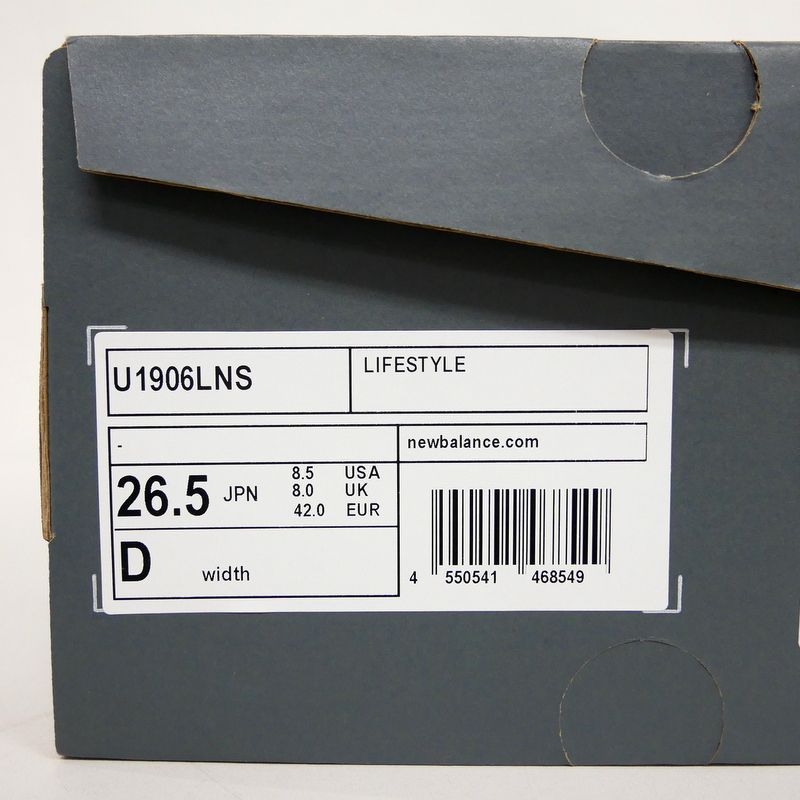 U1906LNS
LIFESTYLE
-
newbalance.com
26.5 JPN
8.5 USA
8.0 UK
42.0 EUR
D width
4 550541 468549